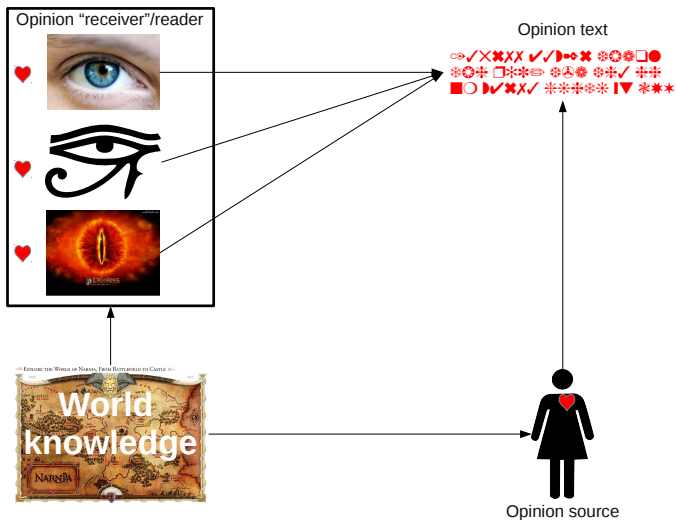 Opinion “receiver”/reader
Opinion text
EXPLORE THE WORLD OF NARNIA, FROM BATTLEFIELD TO CASTLE
World
knowledge
NARNIA
Opinion source